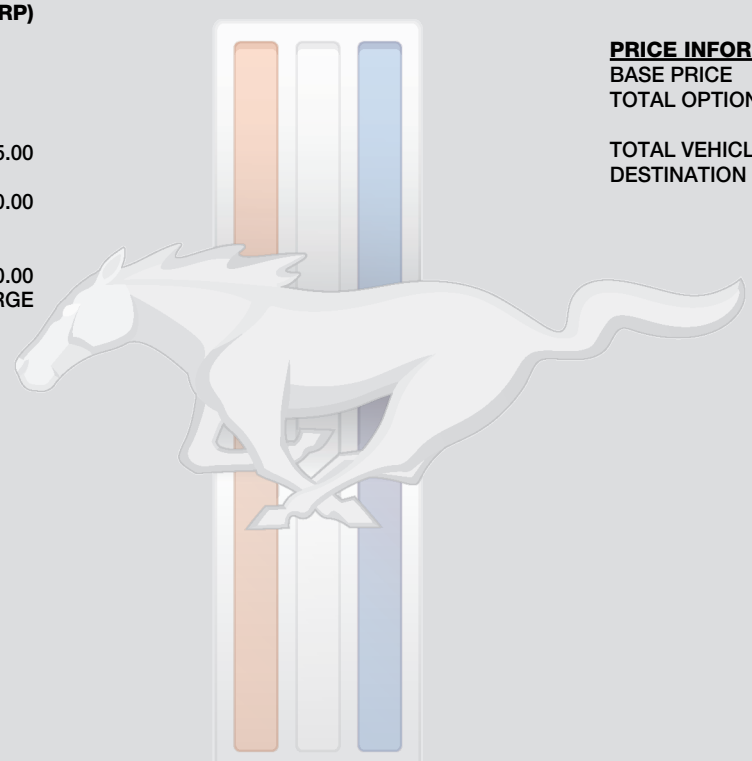 RP)
5.00
0.00
0.00
RGE
PRICE INFOR
BASE PRICE
TOTAL OPTION
TOTAL VEHICL
DESTINATION